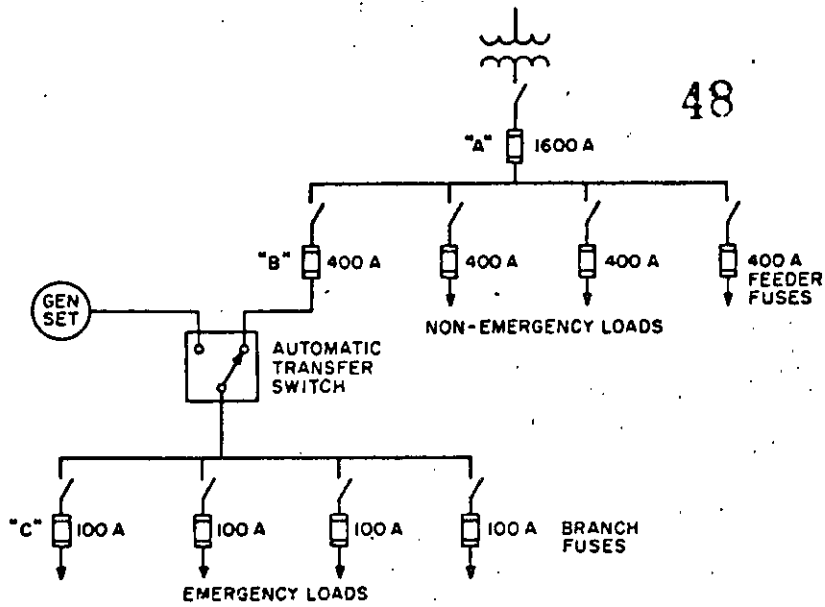 48
"A" 1600 A
"B" 400 A 400 A 400 A 400 A
FEEDER
FUSES
NON-EMERGENCY LOADS
GEN
SET
AUTOMATIC
TRANSFER
SWITCH
"C" 100 A 100 A 100 A 100 A BRANCH
FUSES
EMERGENCY LOADS